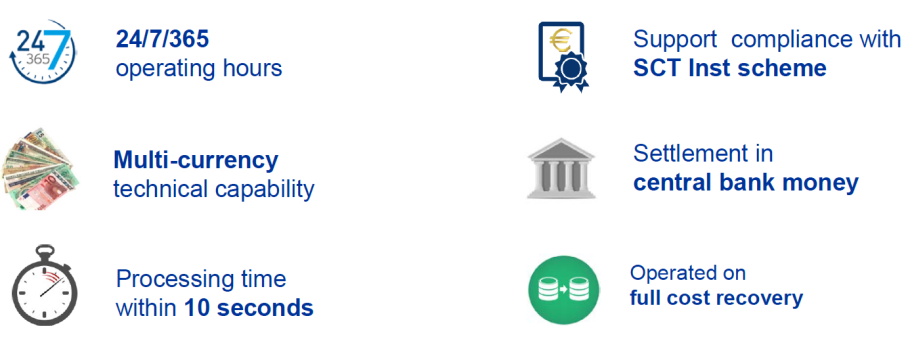 24/7/365
operating hours
Multi-currency
technical capability
Processing time
within 10 seconds
Support compliance with
SCT Inst scheme
Settlement in
central bank money
Operated on
full cost recovery
24 7
365
€